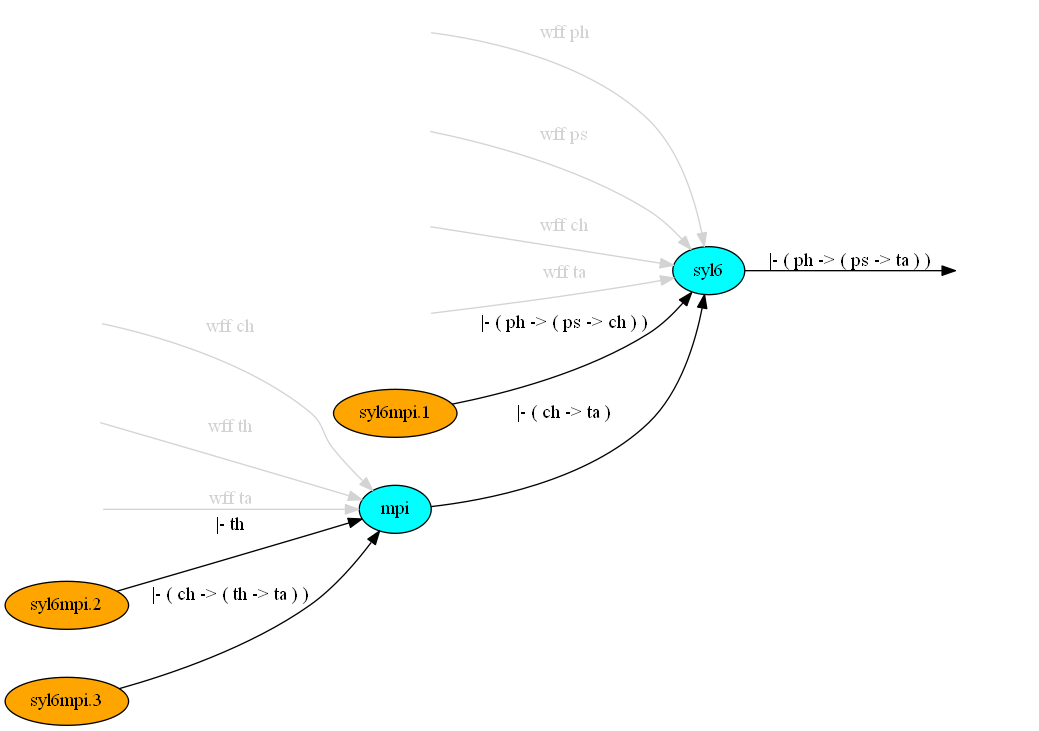 wff ph
wff ps
wff ch
wff ta
syl6
|- ( ph -> ( ps -> ta ) )
|- ( ph -> ( ps -> ch ) )
wff ch
syl6mpi.1
|- ( ch -> ta )
wff th
wff ta
mpi
|- th
|- ( ch -> ( th -> ta ) )
syl6mpi.2
syl6mpi.3